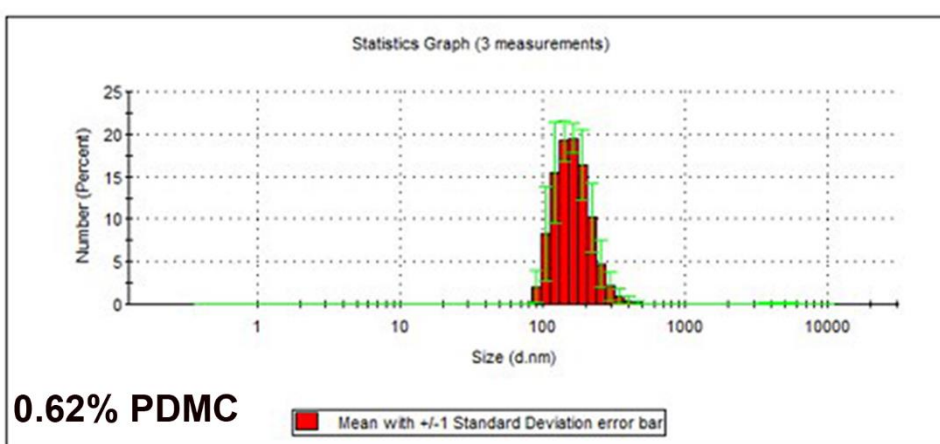 Statistics Graph (3 measurements)
25
20
15
10
5
0
Number (Percent)
1 10 100 1000 10000
Size (d.nm)
0.62% PDMC
Mean with +/-1 Standard Deviation error bar